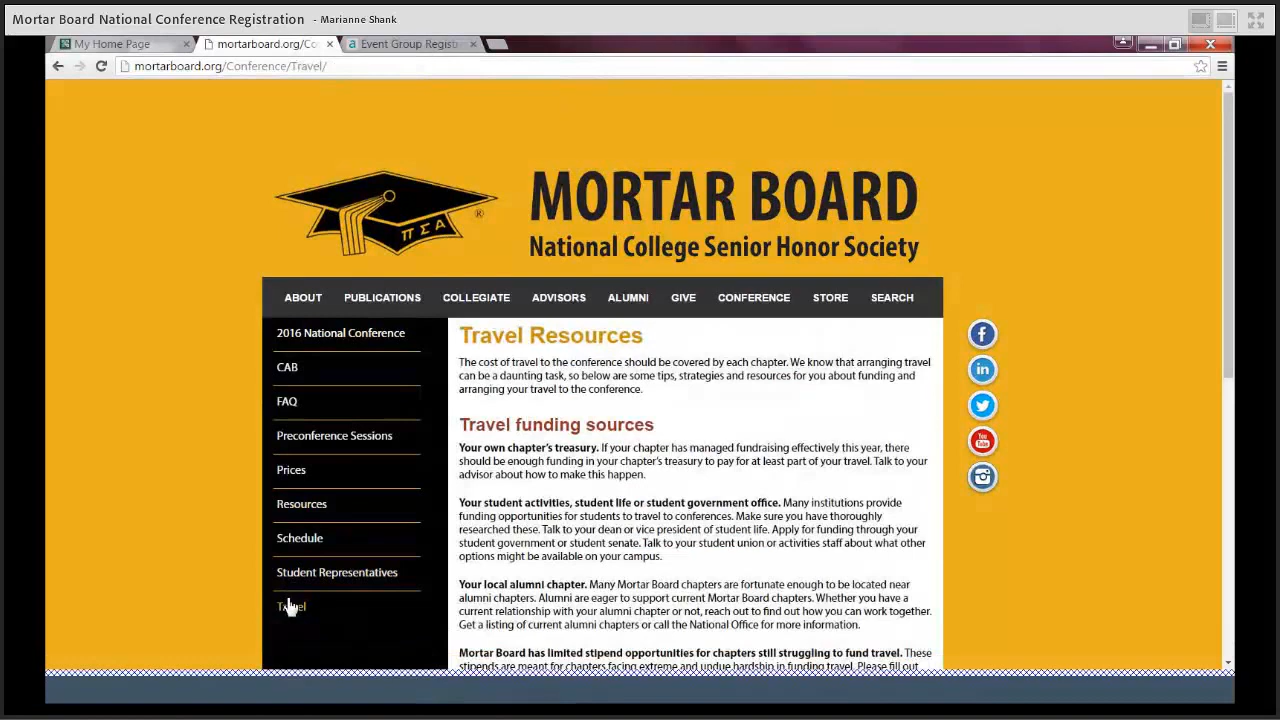 Mortar Board National Conference Registration - Marianne Shank
My Home Page
mortarboard.org/Co
Event Group Registr
mortarboard.org/Conference/Travel/
ΠΣΑ
®
MORTAR BOARD
National College Senior Honor Society
ABOUT PUBLICATIONS COLLEGIATE ADVISORS ALUMNI GIVE CONFERENCE STORE SEARCH
2016 National Conference
CAB
FAQ
Preconference Sessions
Prices
Resources
Schedule
Student Representatives
Travel
Travel Resources
The cost of travel to the conference should be covered by each chapter. We know that arranging travel
can be a daunting task, so below are some tips, strategies and resources for you about funding and
arranging your travel to the conference.
Travel funding sources
Your own chapter's treasury. If your chapter has managed fundraising effectively this year, there
should be enough funding in your chapter's treasury to pay for at least part of your travel. Talk to your
advisor about how to make this happen.
Your student activities, student life or student government office. Many institutions provide
funding opportunities for students to travel to conferences. Make sure you have thoroughly
researched these. Talk to your dean or vice president of student life. Apply for funding through your
student government or student senate. Talk to your student union or activities staff about what other
options might be available on your campus.
Your local alumni chapter. Many Mortar Board chapters are fortunate enough to be located near
alumni chapters. Alumni are eager to support current Mortar Board chapters. Whether you have a
current relationship with your alumni chapter or not, reach out to find out how you can work together.
Get a listing of current alumni chapters or call the National Office for more information.
Mortar Board has limited stipend opportunities for chapters still struggling to fund travel. These
stipends are meant for chapters facing extreme and undue hardship in funding travel. Please fill out
f
in
You
Tube